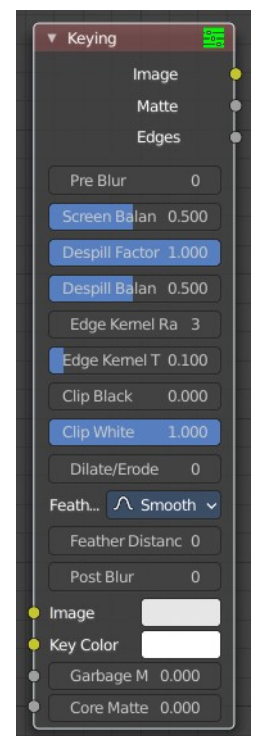 Keying
Image
Matte
Edges
Pre Blur 0
Screen Balan 0.500
Despill Factor 1.000
Despill Balan 0.500
Edge Kernel Ra 3
Edge Kernel T 0.100
Clip Black 0.000
Clip White 1.000
Dilate/Erode 0
Feath... Smooth
Feather Distanc 0
Post Blur 0
Image
Key Color
Garbage M 0.000
Core Matte 0.000